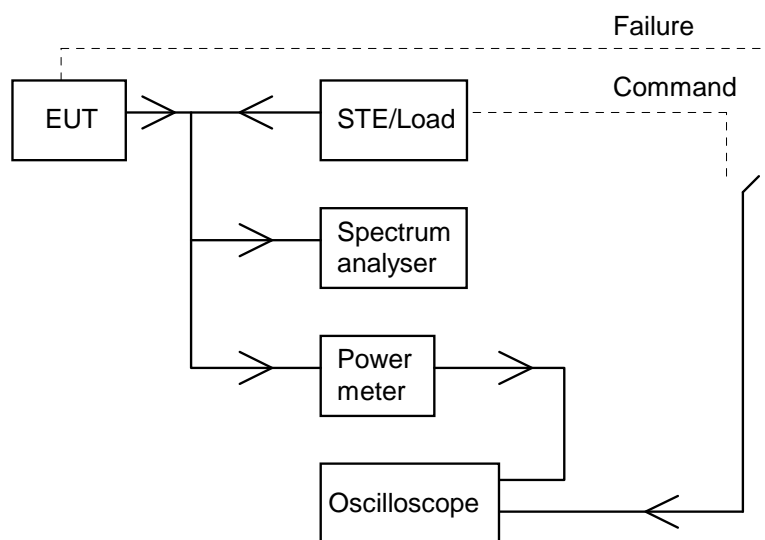 Failure
EUT
STE/Load
Command
Spectrum
analyser
Power
meter
Oscilloscope